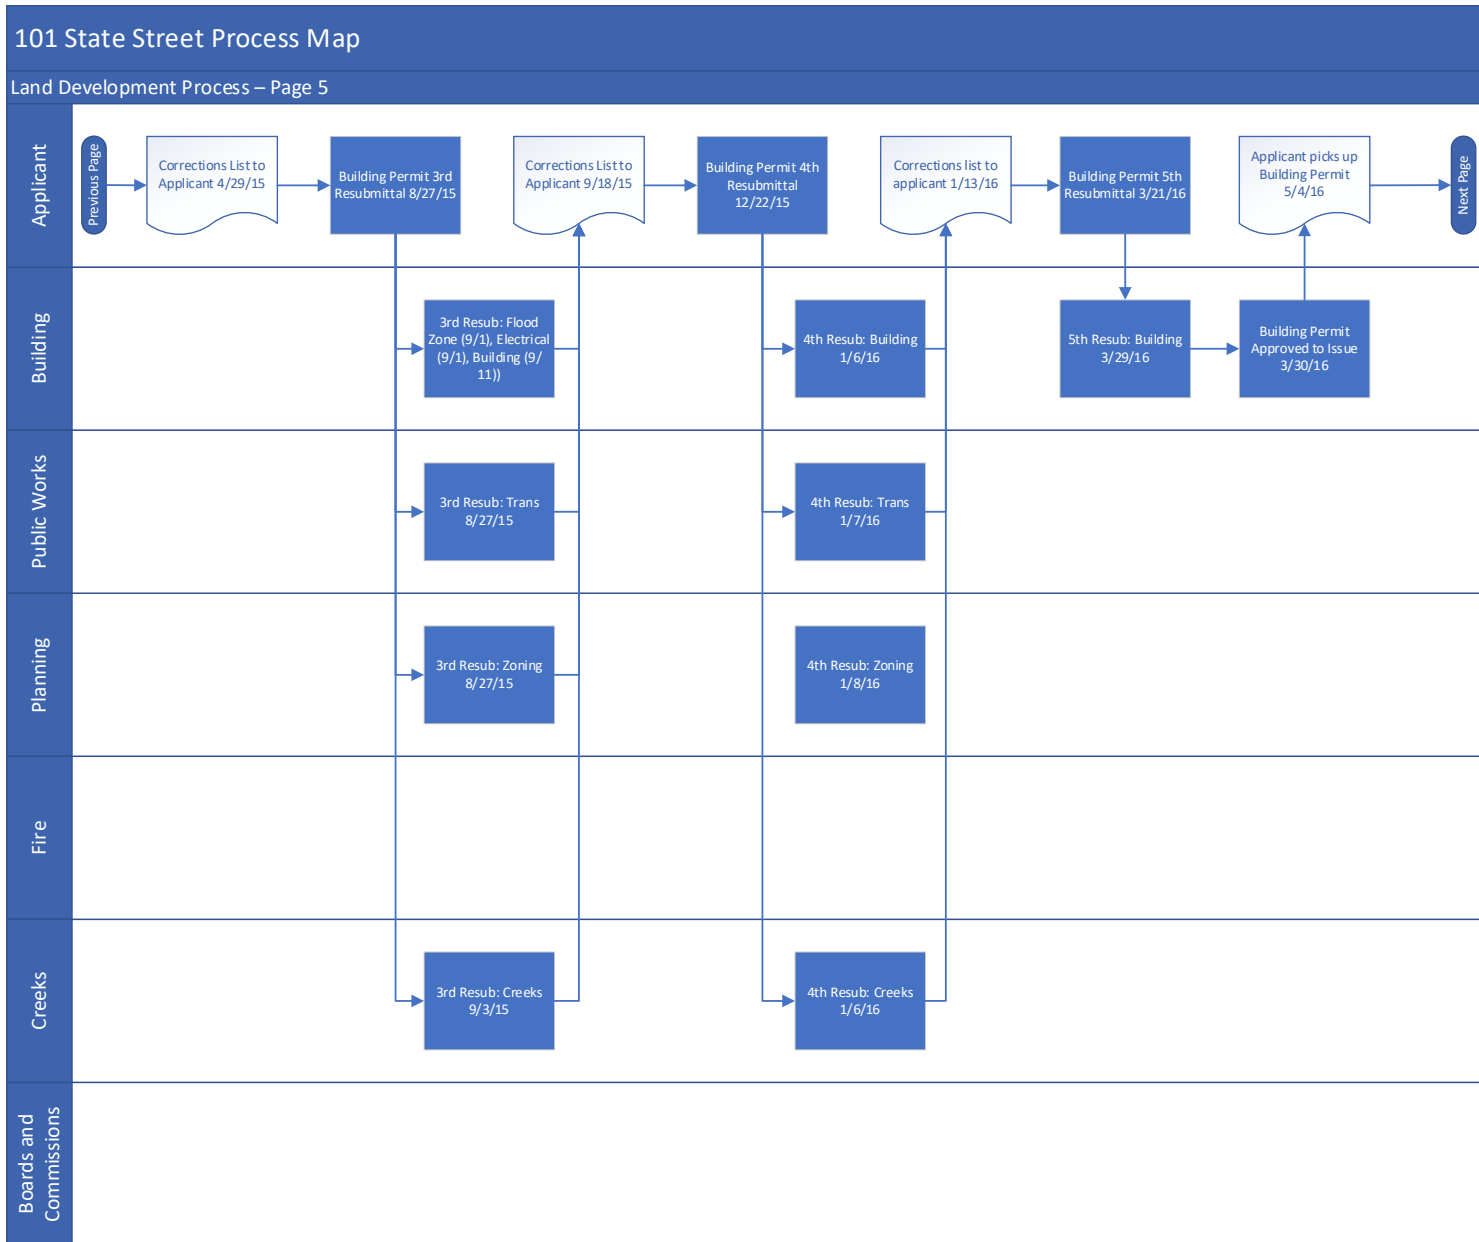 101 State Street Process Map
Land Development Process – Page 5
Applicant
Previous Page
Corrections List to
Applicant 4/29/15
Building Permit 3rd
Resubmittal 8/27/15
Corrections List to
Applicant 9/18/15
Building Permit 4th
Resubmittal
12/22/15
Corrections list to
applicant 1/13/16
Building Permit 5th
Resubmittal 3/21/16
Applicant picks up
Building Permit
5/4/16
Next Page
Building
3rd Resub: Flood
Zone (9/1), Electrical
(9/1), Building (9/
11))
4th Resub: Building
1/6/16
5th Resub: Building
3/29/16
Building Permit
Approved to Issue
3/30/16
Public Works
3rd Resub: Trans
8/27/15
4th Resub: Trans
1/7/16
Planning
3rd Resub: Zoning
8/27/15
4th Resub: Zoning
1/8/16
Fire
Creeks
3rd Resub: Creeks
9/3/15
4th Resub: Creeks
1/6/16
Boards and
Commissions